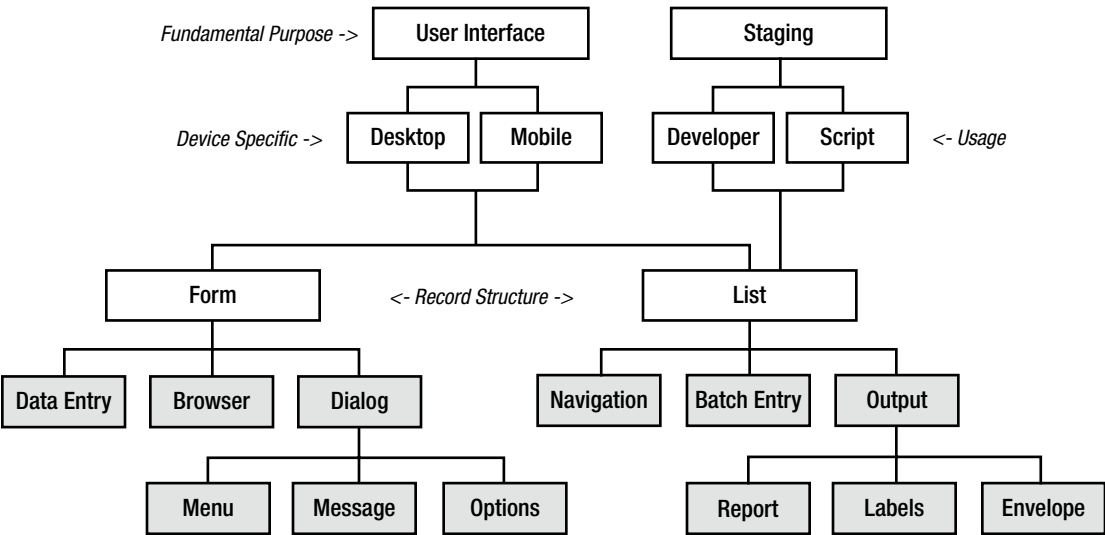 Fundamental Purpose -> User Interface Staging
Device Specific -> Desktop Mobile Developer Script <- Usage
Form <- Record Structure -> List
Data Entry Browser Dialog Navigation Batch Entry Output
Menu Message Options Report Labels Envelope